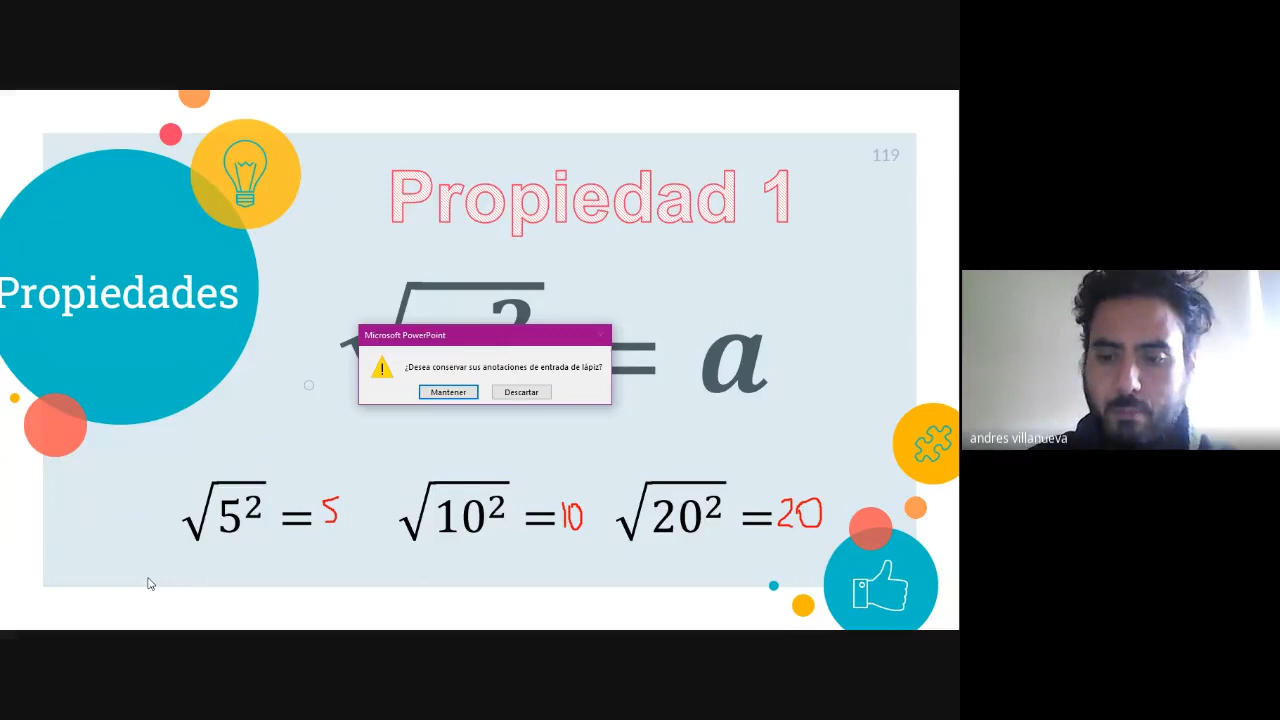 119
Propiedad 1
Propiedades
√ 2 = a
Microsoft PowerPoint
¿Desea conservar sus anotaciones de entrada de lápiz?
Mantener Descartar
√5² = 5 √10² = 10 √20² = 20
andres villanueva